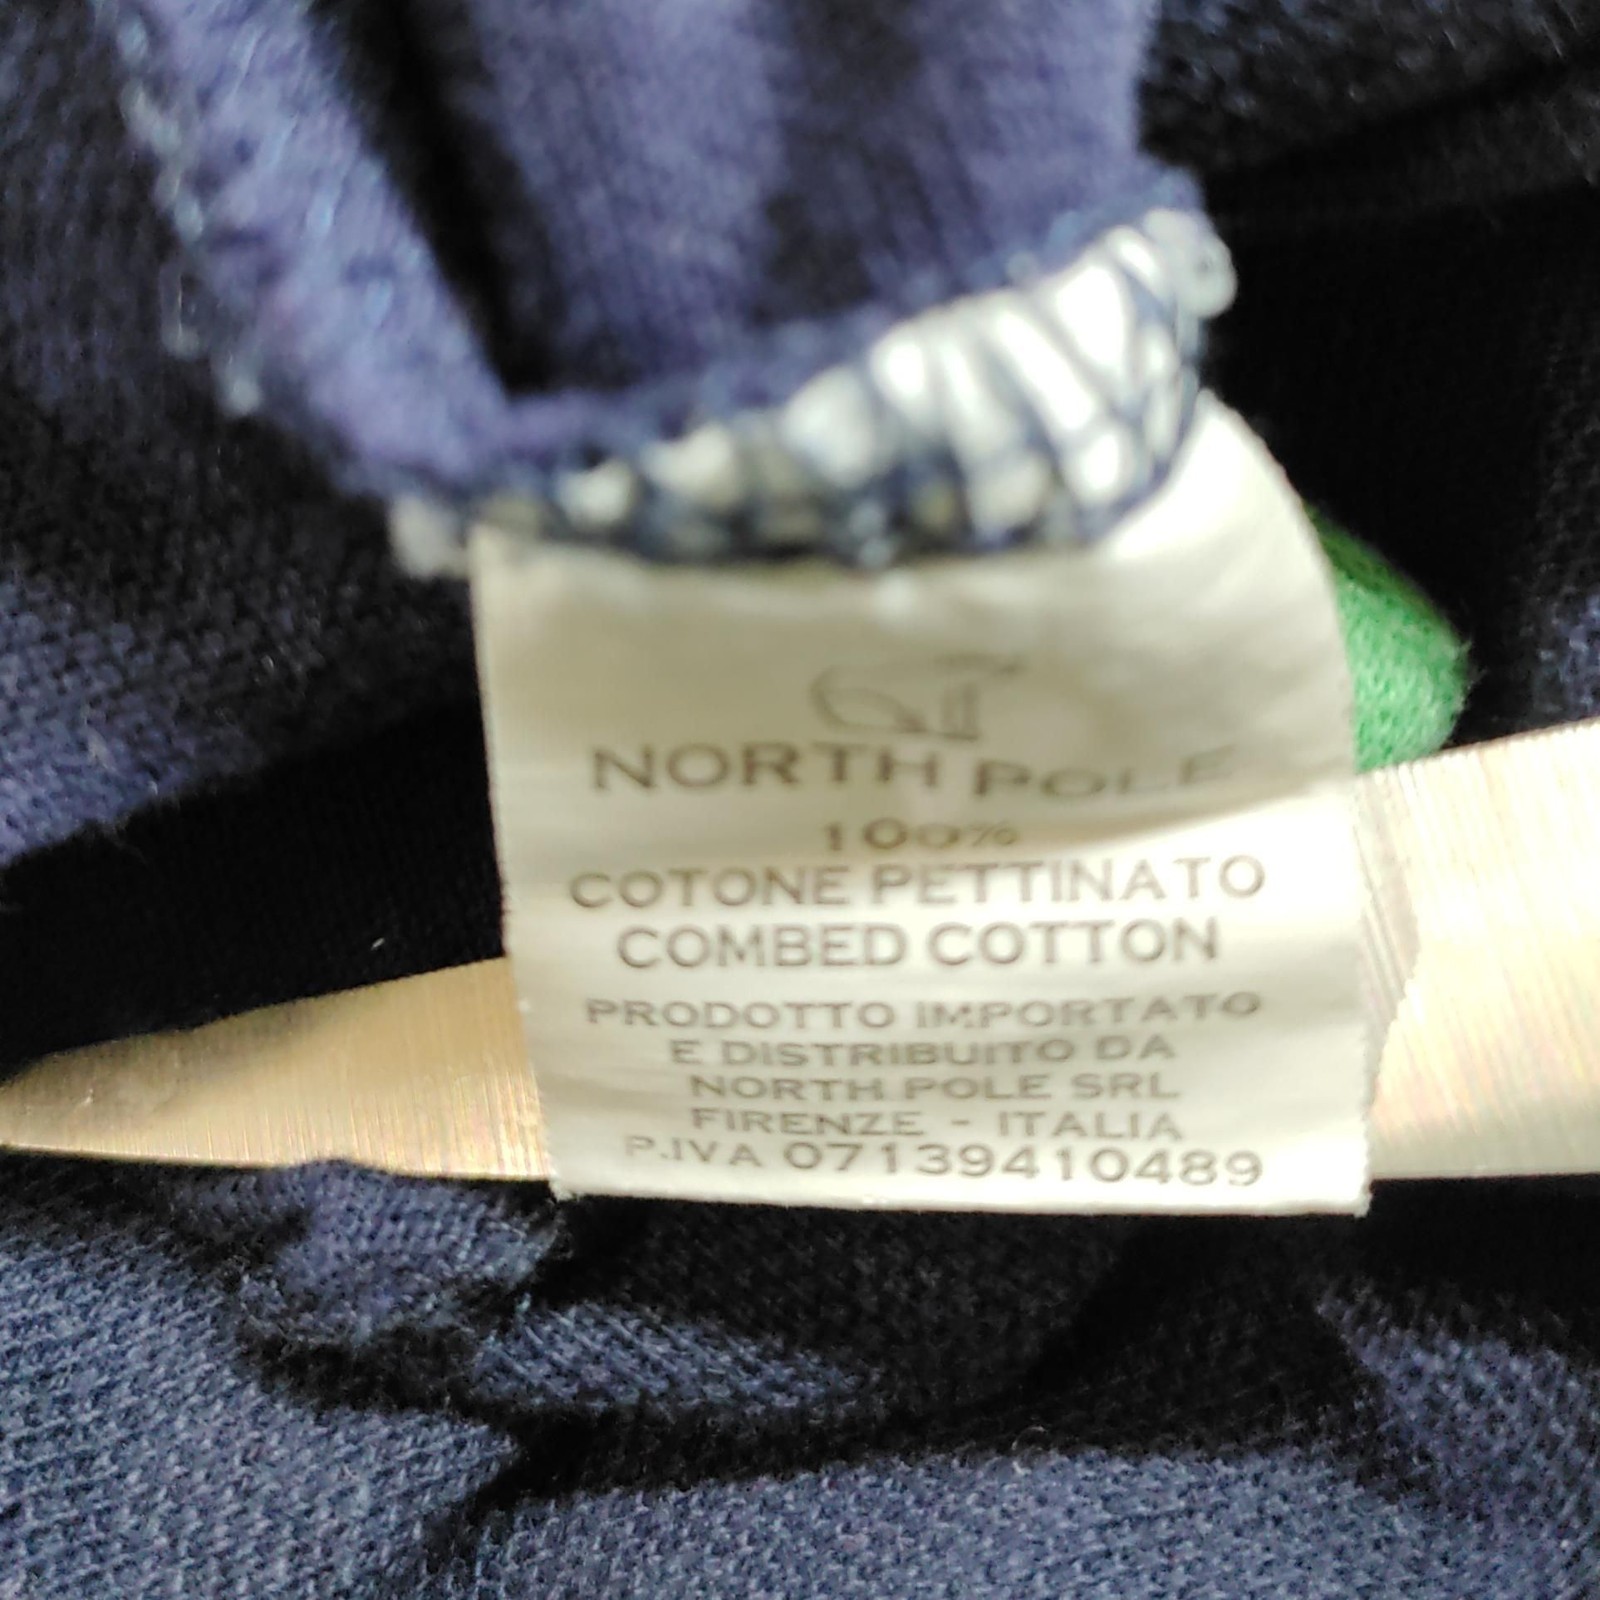 NORTH POLE
100%
COTONE PETTINATO
COMBED COTTON
PRODOTTO IMPORTATO
E DISTRIBUITO DA
NORTH POLE SRL
FIRENZE - ITALIA
P.IVA 07139410489